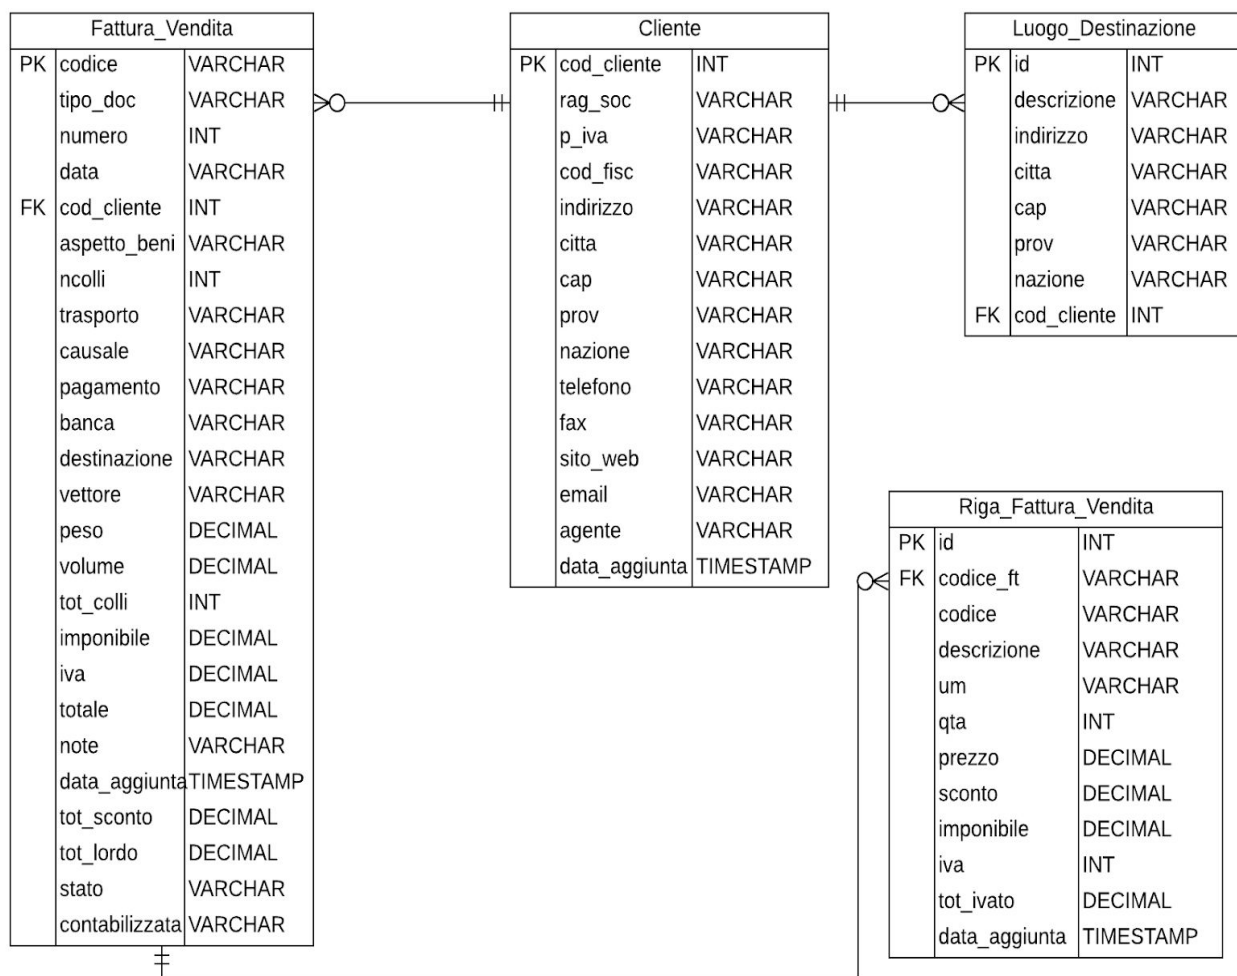 Fattura_Vendita
PK codice VARCHAR
tipo_doc VARCHAR
numero INT
data VARCHAR
FK cod_cliente INT
aspetto_beni VARCHAR
ncolli INT
trasporto VARCHAR
causale VARCHAR
pagamento VARCHAR
banca VARCHAR
destinazione VARCHAR
vettore VARCHAR
peso DECIMAL
volume DECIMAL
tot_colli INT
imponibile DECIMAL
iva DECIMAL
totale DECIMAL
note VARCHAR
data_aggiunta TIMESTAMP
tot_sconto DECIMAL
tot_lordo DECIMAL
stato VARCHAR
contabilizzata VARCHAR
Cliente
PK cod_cliente INT
rag_soc VARCHAR
p_iva VARCHAR
cod_fisc VARCHAR
indirizzo VARCHAR
citta VARCHAR
cap VARCHAR
prov VARCHAR
nazione VARCHAR
telefono VARCHAR
fax VARCHAR
sito_web VARCHAR
email VARCHAR
agente VARCHAR
data_aggiunta TIMESTAMP
Luogo_Destinazione
PK id INT
descrizione VARCHAR
indirizzo VARCHAR
citta VARCHAR
cap VARCHAR
prov VARCHAR
nazione VARCHAR
FK cod_cliente INT
Riga_Fattura_Vendita
PK id INT
FK codice_ft VARCHAR
codice VARCHAR
descrizione VARCHAR
um VARCHAR
qta INT
prezzo DECIMAL
sconto DECIMAL
imponibile DECIMAL
iva INT
tot_ivato DECIMAL
data_aggiunta TIMESTAMP